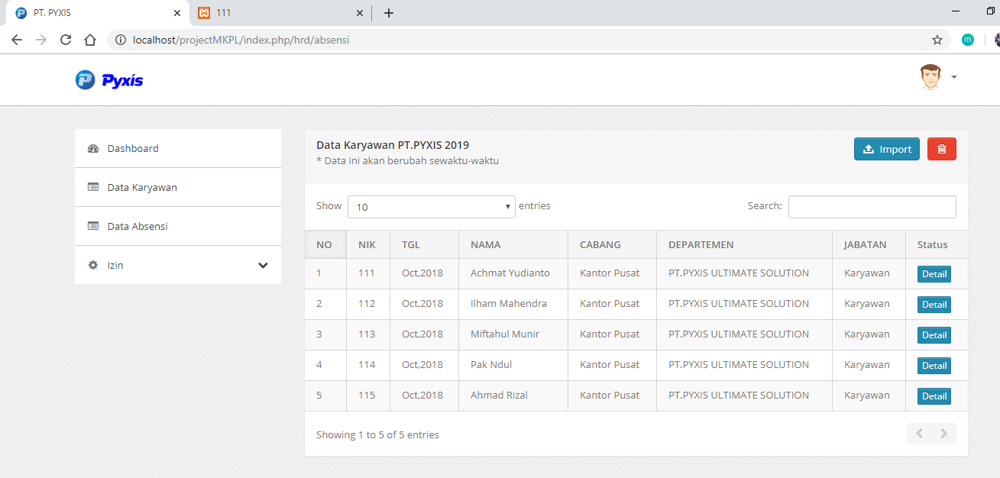 PT. PYXIS
111
localhost/projectMKPL/index.php/hrd/absensi
m
Pyxis
Dashboard
Data Karyawan
Data Absensi
Izin
Data Karyawan PT.PYXIS 2019
* Data ini akan berubah sewaktu-waktu
Import
Show 10 entries Search:
NO NIK TGL NAMA CABANG DEPARTEMEN JABATAN Status
1 111 Oct,2018 Achmat Yudianto Kantor Pusat PT.PYXIS ULTIMATE SOLUTION Karyawan Detail
2 112 Oct,2018 Ilham Mahendra Kantor Pusat PT.PYXIS ULTIMATE SOLUTION Karyawan Detail
3 113 Oct,2018 Miftahul Munir Kantor Pusat PT.PYXIS ULTIMATE SOLUTION Karyawan Detail
4 114 Oct,2018 Pak Ndul Kantor Pusat PT.PYXIS ULTIMATE SOLUTION Karyawan Detail
5 115 Oct,2018 Ahmad Rizal Kantor Pusat PT.PYXIS ULTIMATE SOLUTION Karyawan Detail
Showing 1 to 5 of 5 entries